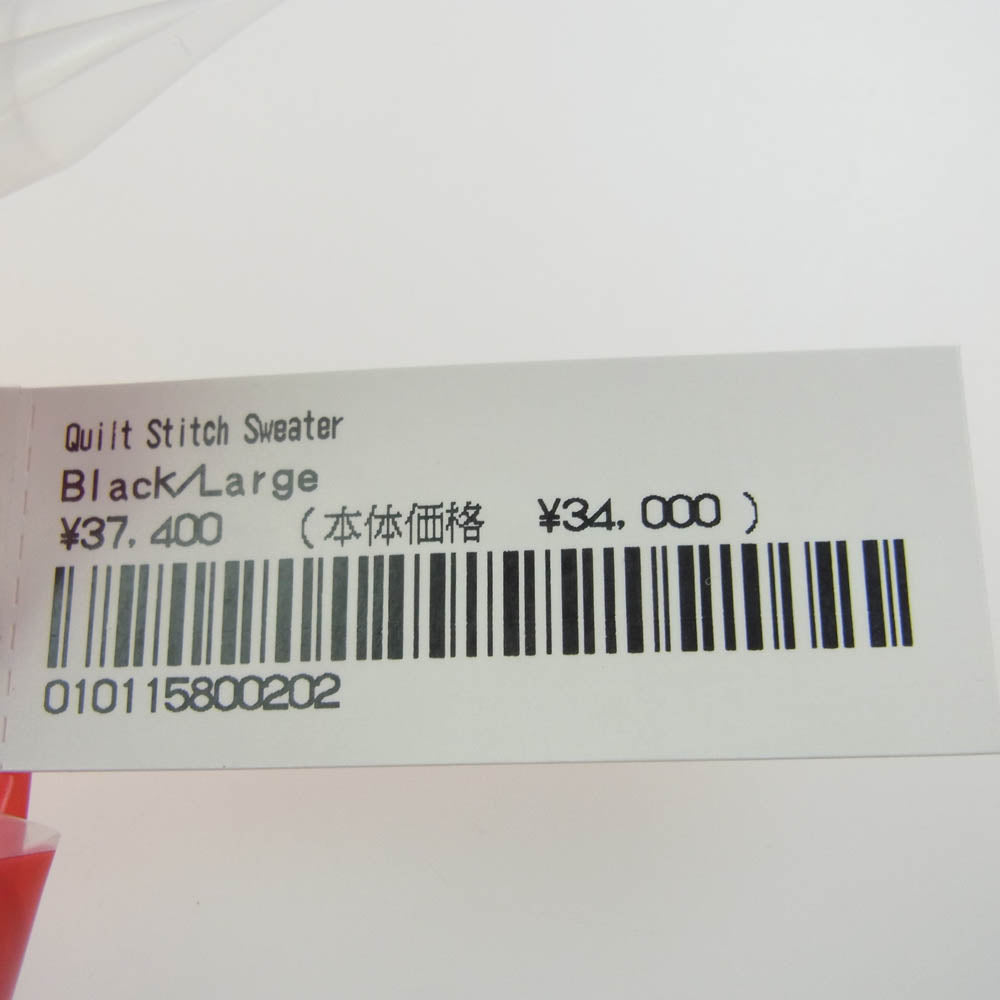 Quilt Stitch Sweater
Black/Large
¥37,400 (本体価格 ¥34,000 )
010115800202